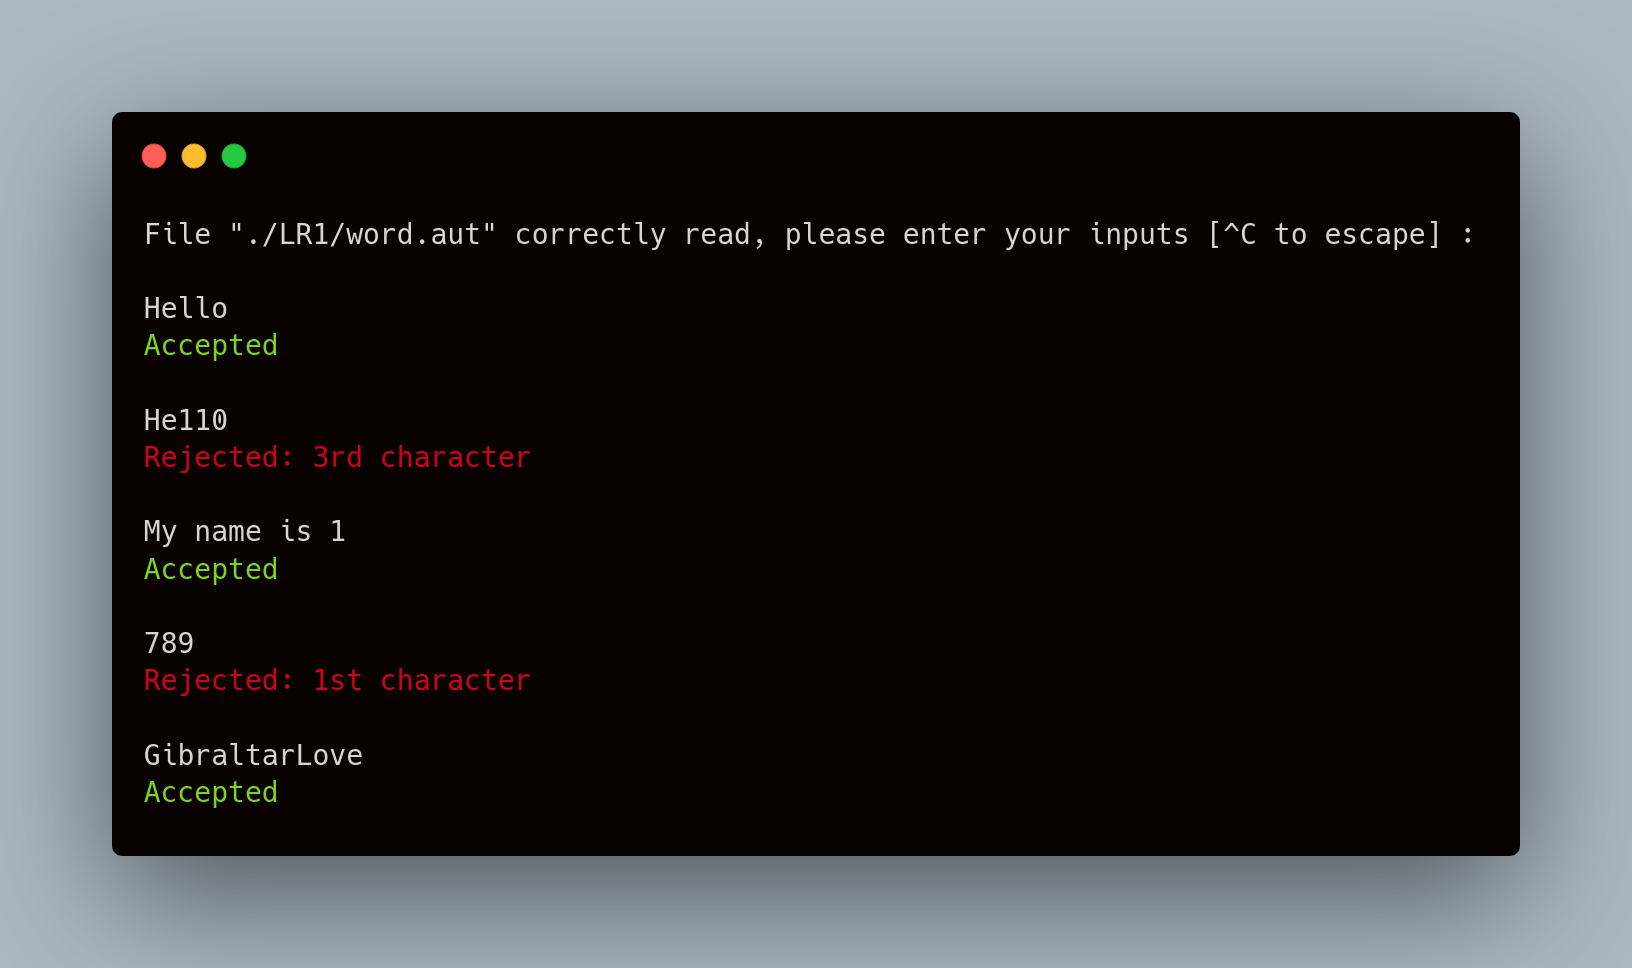 File "./LR1/word.aut" correctly read, please enter your inputs [^C to escape] :
Hello
Accepted
He110
Rejected: 3rd character
My name is 1
Accepted
789
Rejected: 1st character
GibraltarLove
Accepted